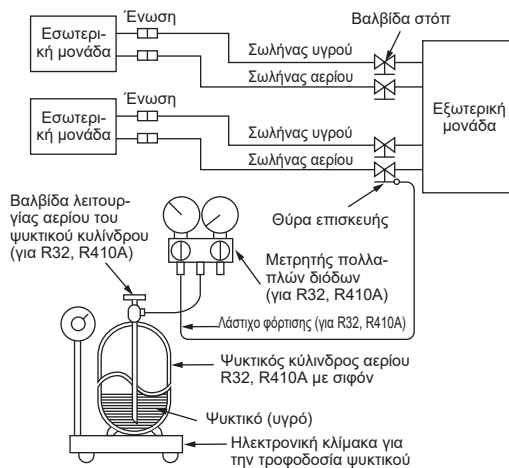 Ένωση
Βαλβίδα στόπ
Εσωτερι-
κή μονάδα
Σωλήνας υγρού
Σωλήνας αερίου
Ένωση
Εσωτερι-
κή μονάδα
Σωλήνας υγρού
Σωλήνας αερίου
Εξωτερική
μονάδα
Θύρα επισκευής
Βαλβίδα λειτουρ-
γίας αερίου του
ψυκτικού κυλίνδρου
(για R32, R410A)
Μετρητής πολλα-
πλών διόδων
(για R32, R410A)
Λάστιχο φόρτισης (για R32, R410A)
Ψυκτικός κύλινδρος αερίου
R32, R410A με σιφόν
Ψυκτικό (υγρό)
Ηλεκτρονική κλίμακα για
την τροφοδοσία ψυκτικού